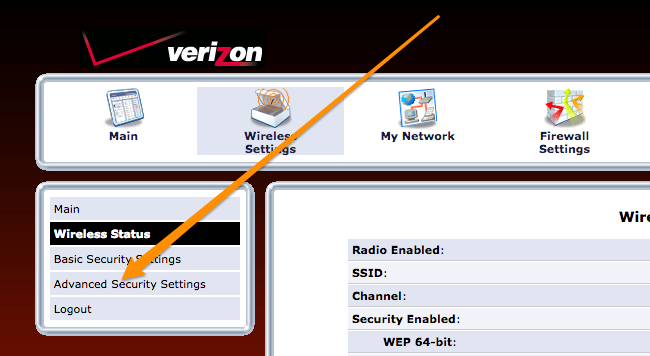 verizon
Main
Wireless
Settings
My Network
Firewall
Settings
Main
Wireless Status
Basic Security Settings
Advanced Security Settings
Logout
Wire
Radio Enabled:
SSID:
Channel:
Security Enabled:
WEP 64-bit: